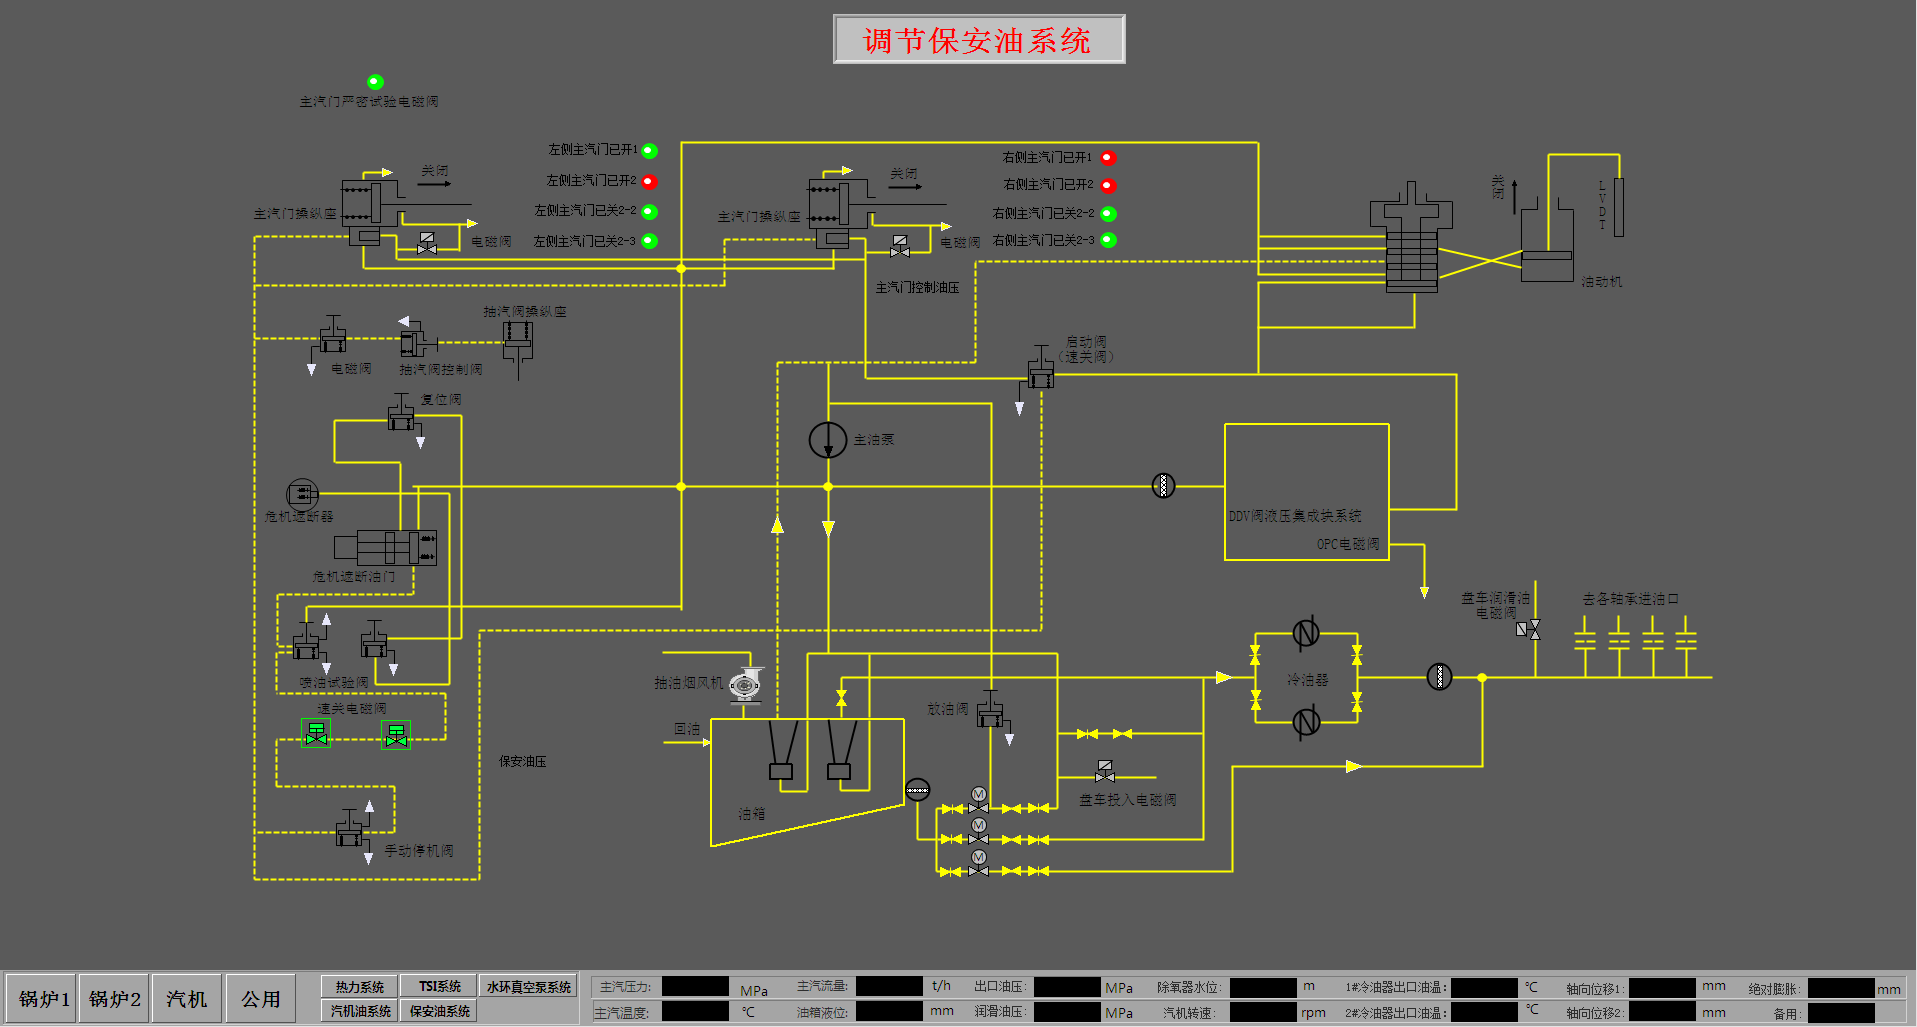 调节保安油系统
主汽门严密试验电磁阀
左侧主汽门已开1
左侧主汽门已开2
左侧主汽门已关2-2
左侧主汽门已关2-3
右侧主汽门已开1
右侧主汽门已开2
右侧主汽门已关2-2
右侧主汽门已关2-3
关闭
关闭
关闭
LVDT
主汽门操纵座
主汽门操纵座
电磁阀
电磁阀
油动机
主汽门控制油压
抽汽阀操纵座
电磁阀
抽汽阀控制阀
启动阀
（速关阀）
复位阀
主油泵
危机遮断器
DDV阀液压集成块系统
OPC电磁阀
危机遮断油门
盘车润滑油
电磁阀
去各轴承进油口
喷油试验阀
抽油烟风机
冷油器
速关电磁阀
放油阀
回油
保安油压
油箱
盘车投入电磁阀
M
M
M
手动停机阀
锅炉1
锅炉2
汽机
公用
热力系统
TSI系统
水环真空泵系统
汽机油系统
保安油系统
主汽压力: MPa
主汽流量: t/h
出口油压: MPa
除氧器水位: m
1#冷油器出口油温: ℃
轴向位移1: mm
绝对膨胀: mm
主汽温度: ℃
油箱液位: mm
润滑油压: MPa
汽机转速: rpm
2#冷油器出口油温: ℃
轴向位移2: mm
备用: